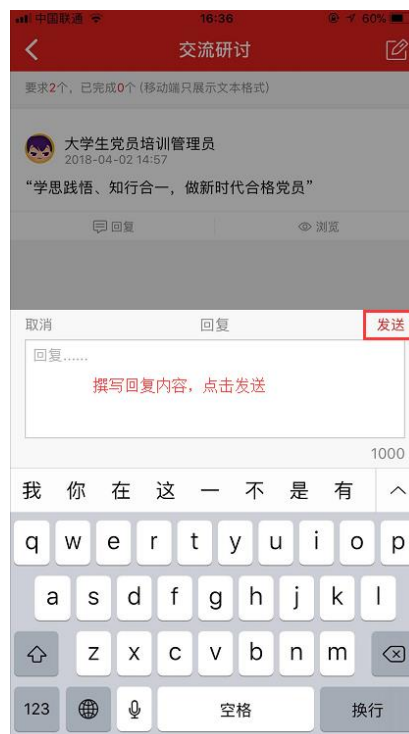 中国联通 16:36 60%
交流研讨
要求2个，已完成0个 (移动端只展示文本格式)
大学生党员培训管理员
2018-04-02 14:57
“学思践悟、知行合一，做新时代合格党员”
回复 浏览
取消 回复 发送
回复......
撰写回复内容，点击发送
1000
我 你 在 这 一 不 是 有
q w e r t y u i o p
a s d f g h j k l
z x c v b n m
123 空格 换行